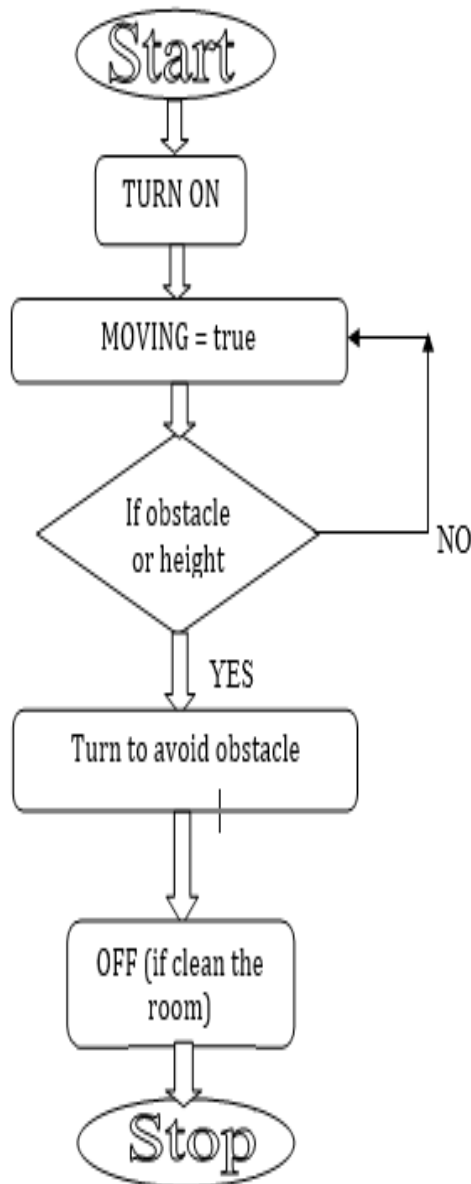 Start
TURN ON
MOVING = true
If obstacle
or height
NO
YES
Turn to avoid obstacle
OFF (if clean the
room)
Stop